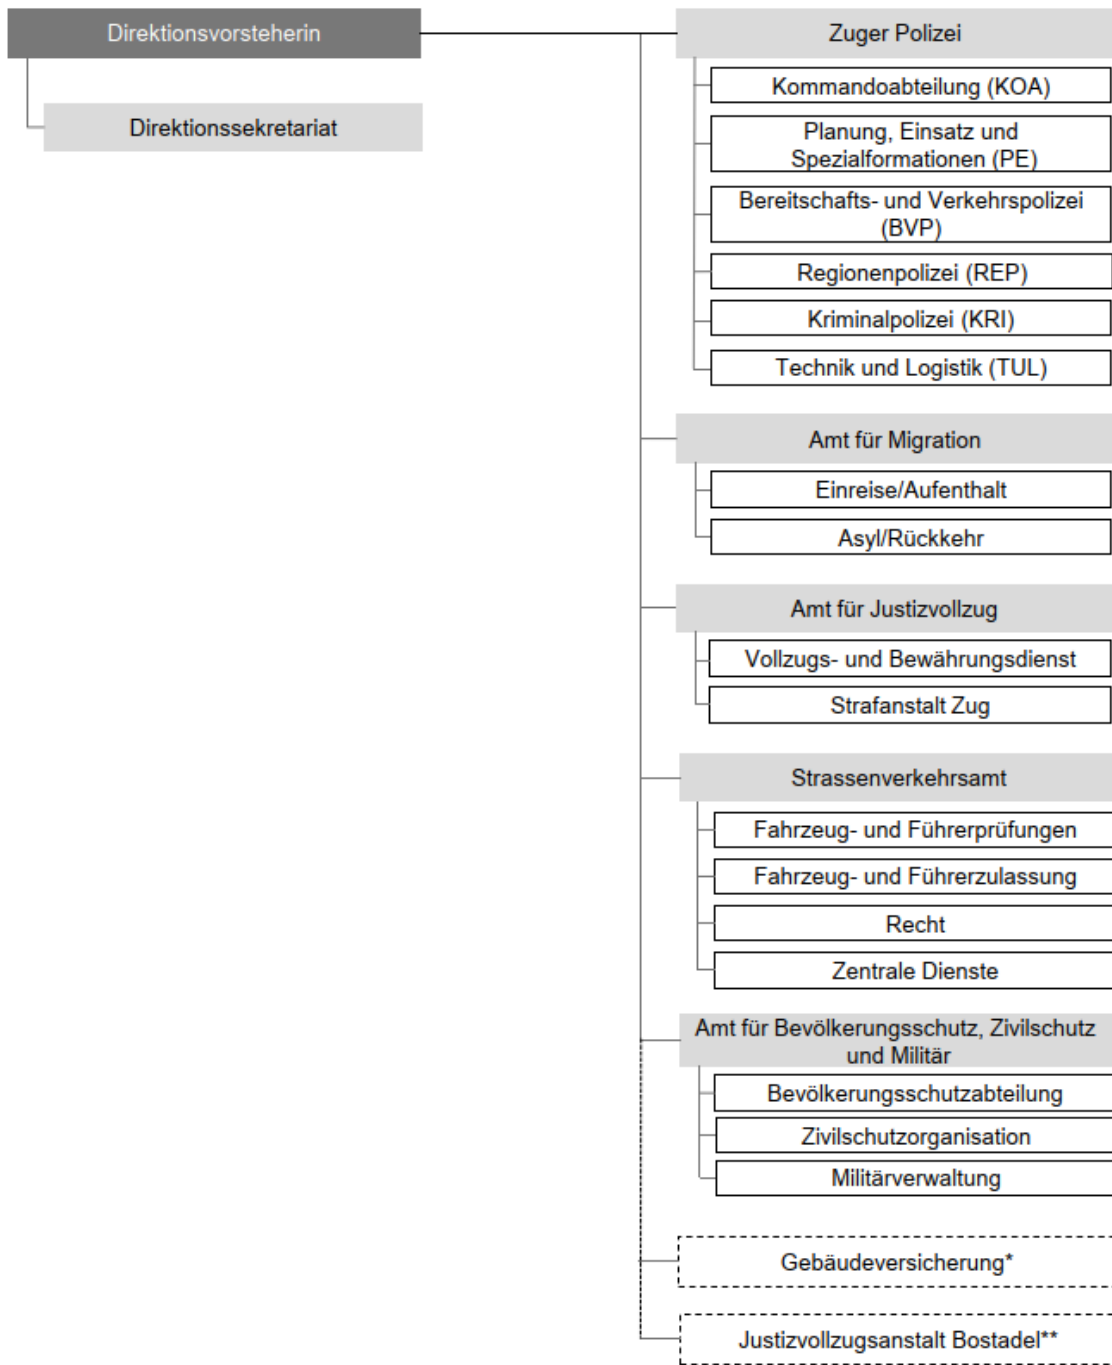 Direktionsvorsteherin
Direktionssekretariat
Zuger Polizei
Kommandoabteilung (KOA)
Planung, Einsatz und
Spezialformationen (PE)
Bereitschafts- und Verkehrspolizei
(BVP)
Regionenpolizei (REP)
Kriminalpolizei (KRI)
Technik und Logistik (TUL)
Amt für Migration
Einreise/Aufenthalt
Asyl/Rückkehr
Amt für Justizvollzug
Vollzugs- und Bewährungsdienst
Strafanstalt Zug
Strassenverkehrsamt
Fahrzeug- und Führerprüfungen
Fahrzeug- und Führerzulassung
Recht
Zentrale Dienste
Amt für Bevölkerungsschutz, Zivilschutz
und Militär
Bevölkerungsschutzabteilung
Zivilschutzorganisation
Militärverwaltung
Gebäudeversicherung*
Justizvollzugsanstalt Bostadel**